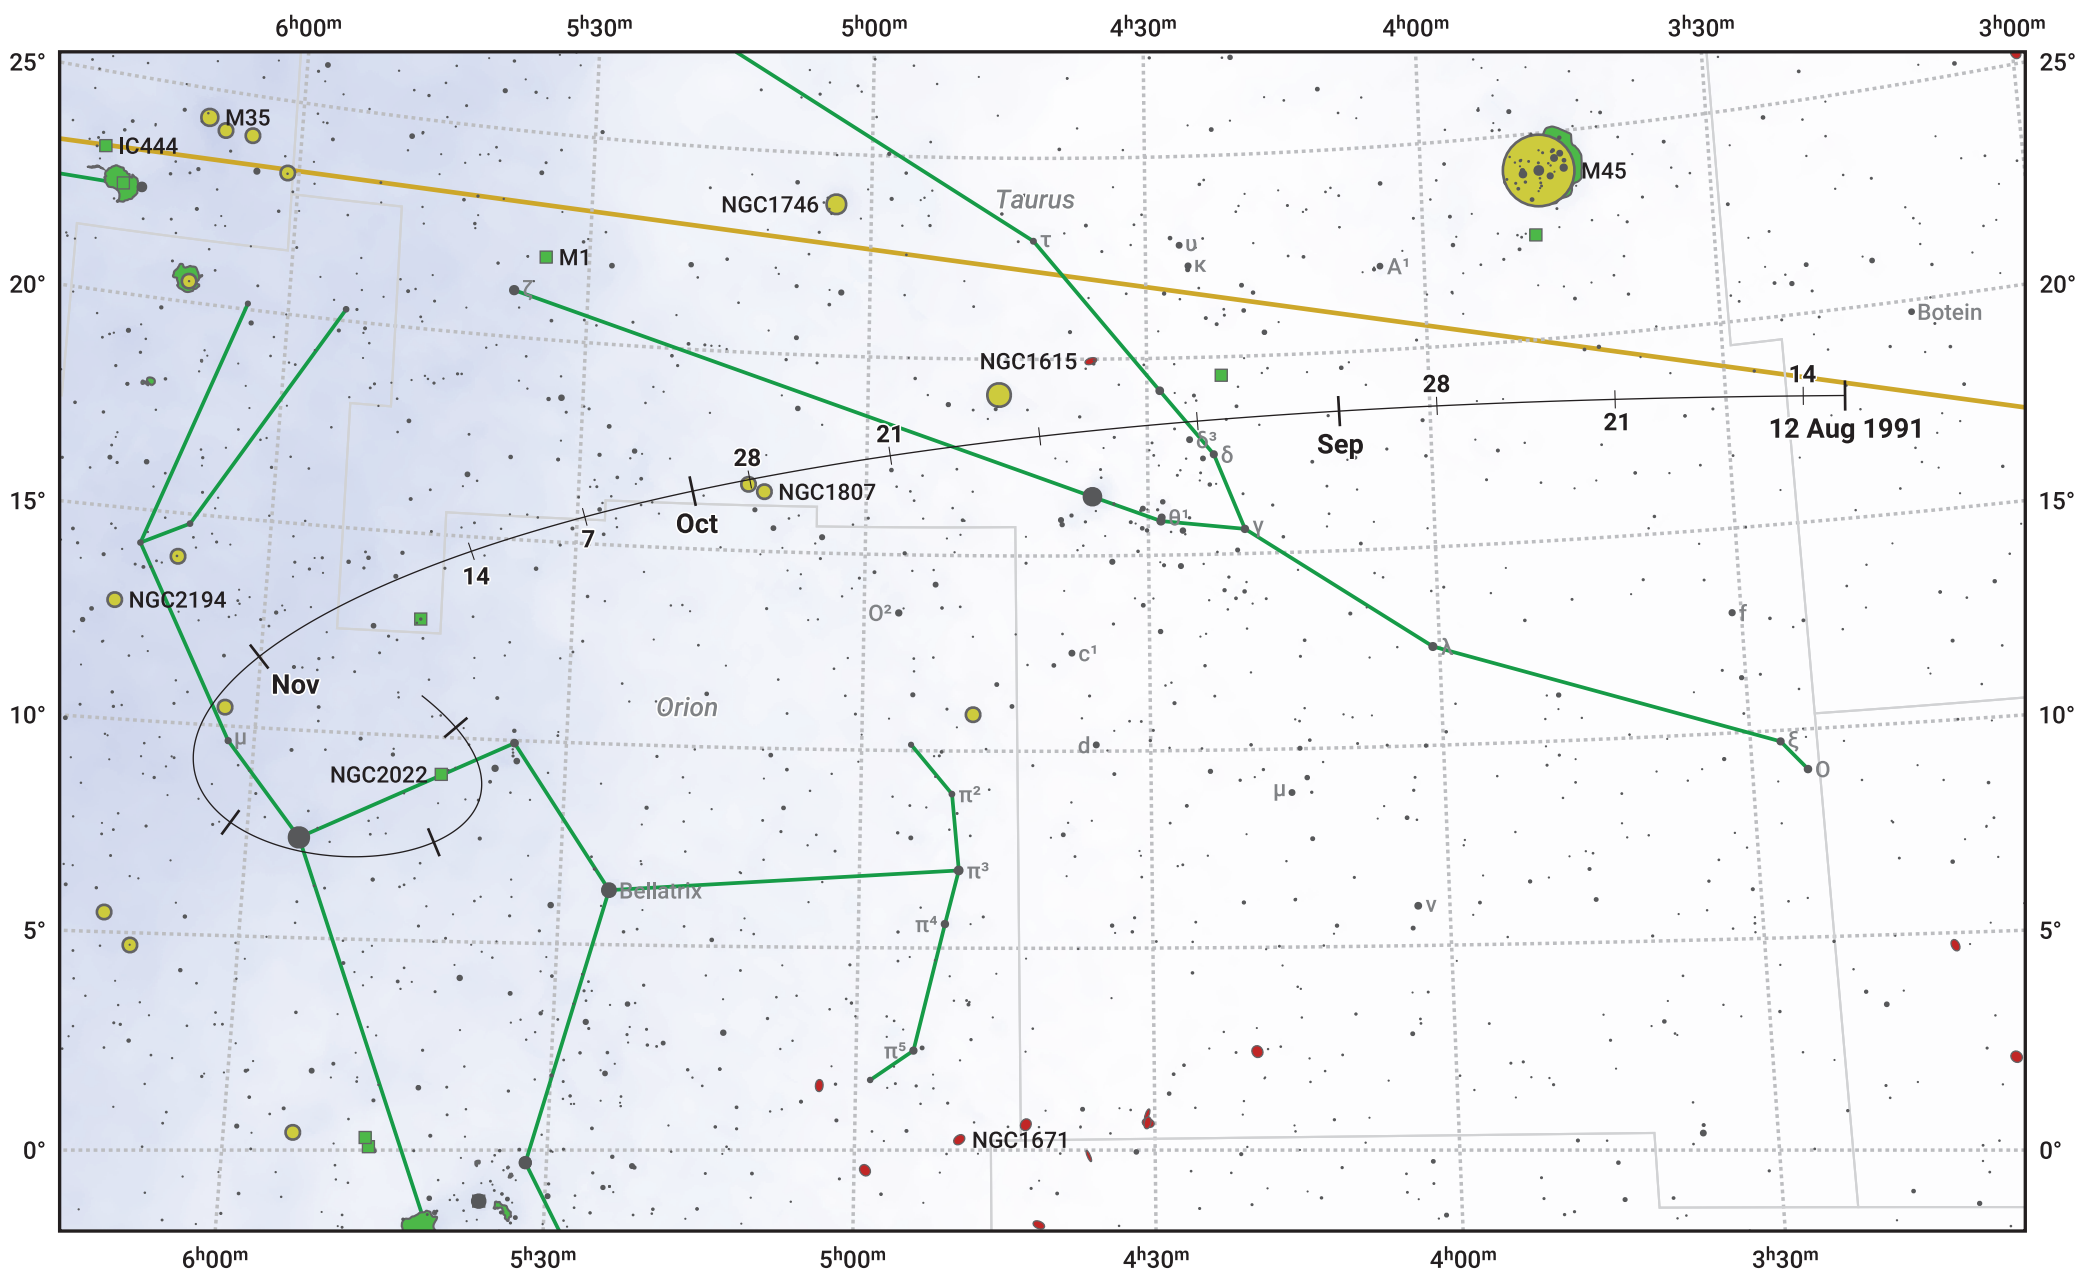 6h00m 5h30m 5h00m 4h30m 4h00m 3h30m 3h00m
25° 25°
M35
IC444
M45
NGC1746
Taurus
τ
υ
κ
A¹
M1
20° 20°
ζ
Botein
NGC1615
14
28
21
12 Aug 1991
Sep
21
δ³
δ
28
NGC1807
15° 15°
Oct
θ¹
γ
7
14
NGC2194
O²
f
c¹
λ
Nov
Orion
10° 10°
μ
d
ξ
NGC2022
ο
π²
μ
π³
Bellatrix
ν
π⁴
5° 5°
π⁵
NGC1671
0° 0°
6h00m 5h30m 5h00m 4h30m 4h00m 3h30m